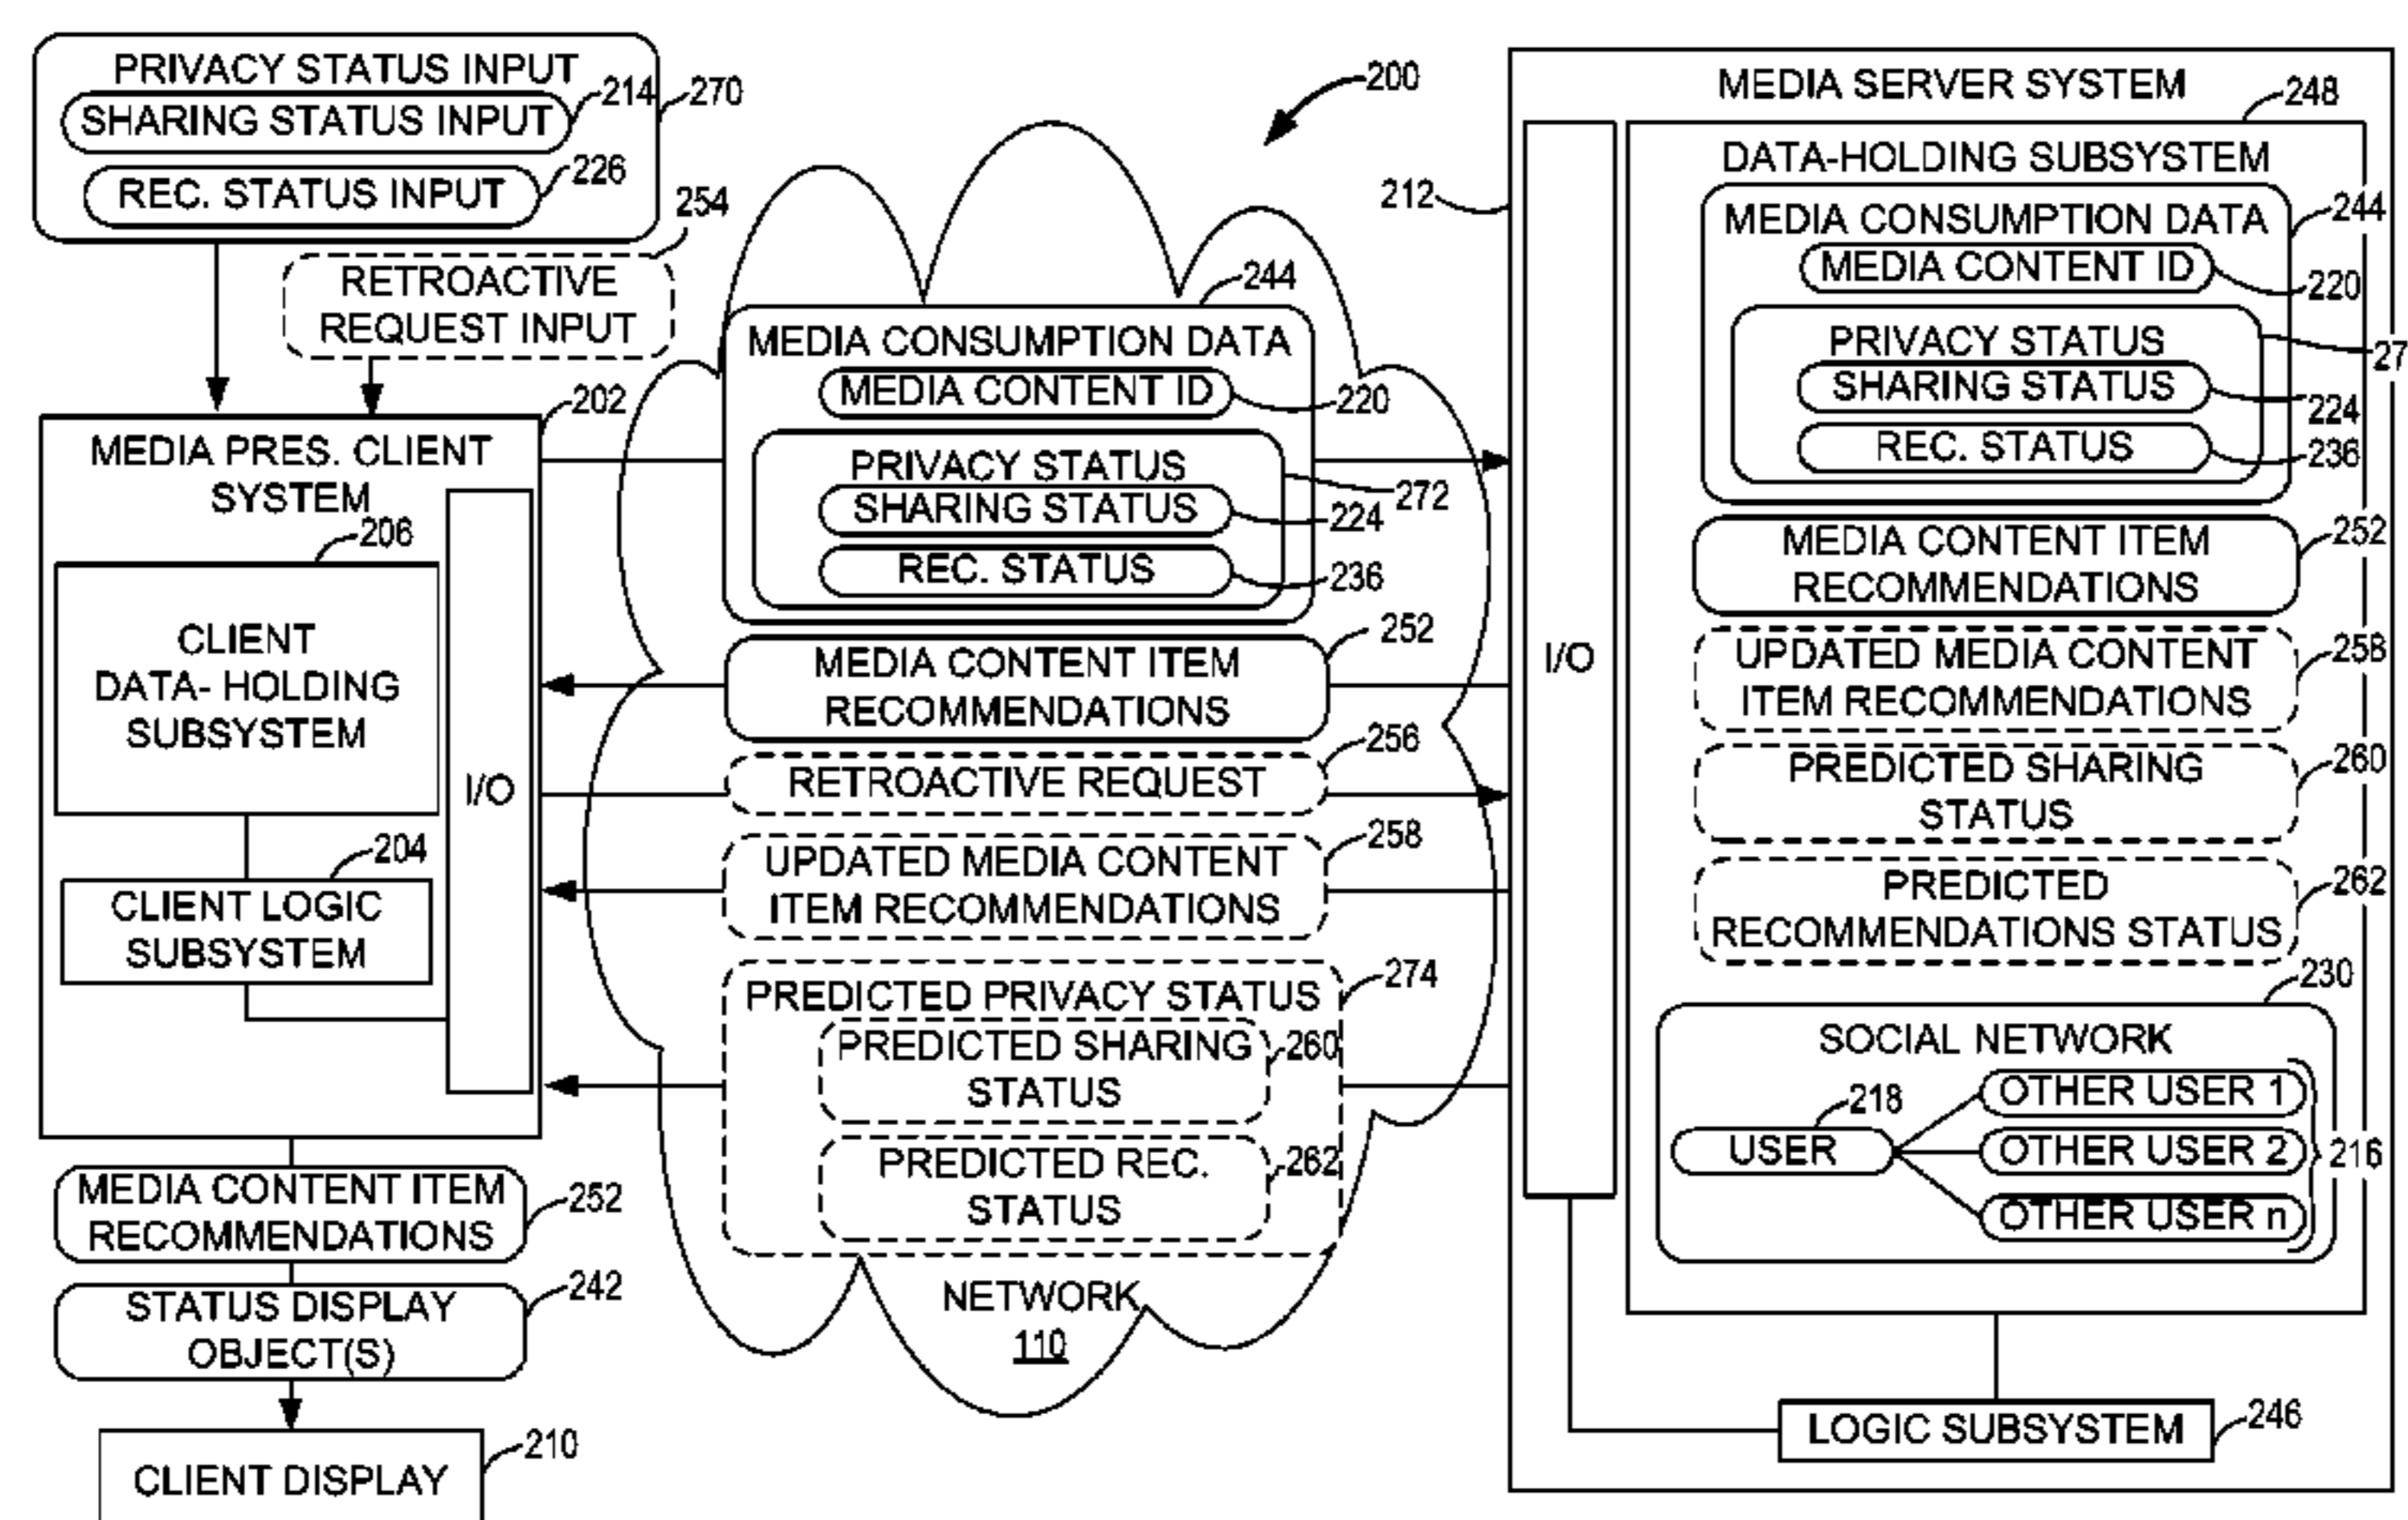 PRIVACY STATUS INPUT
SHARING STATUS INPUT
214
270
REC. STATUS INPUT
226
254
RETROACTIVE
REQUEST INPUT
202
MEDIA PRES. CLIENT
SYSTEM
206
CLIENT
DATA- HOLDING
SUBSYSTEM
I/O
204
CLIENT LOGIC
SUBSYSTEM
MEDIA CONTENT ITEM
RECOMMENDATIONS
252
STATUS DISPLAY
OBJECT(S)
242
CLIENT DISPLAY
210
200
244
MEDIA CONSUMPTION DATA
MEDIA CONTENT ID
220
PRIVACY STATUS
272
SHARING STATUS
224
REC. STATUS
236
MEDIA CONTENT ITEM
RECOMMENDATIONS
252
RETROACTIVE REQUEST
256
UPDATED MEDIA CONTENT
ITEM RECOMMENDATIONS
258
PREDICTED PRIVACY STATUS
274
PREDICTED SHARING
STATUS
260
PREDICTED REC.
STATUS
262
NETWORK
110
212
MEDIA SERVER SYSTEM
248
I/O
DATA-HOLDING SUBSYSTEM
MEDIA CONSUMPTION DATA
244
MEDIA CONTENT ID
220
PRIVACY STATUS
27
SHARING STATUS
224
REC. STATUS
236
MEDIA CONTENT ITEM
RECOMMENDATIONS
252
UPDATED MEDIA CONTENT
ITEM RECOMMENDATIONS
258
PREDICTED SHARING
STATUS
260
PREDICTED
RECOMMENDATIONS STATUS
262
230
SOCIAL NETWORK
218
USER
OTHER USER 1
OTHER USER 2
OTHER USER n
216
LOGIC SUBSYSTEM
246